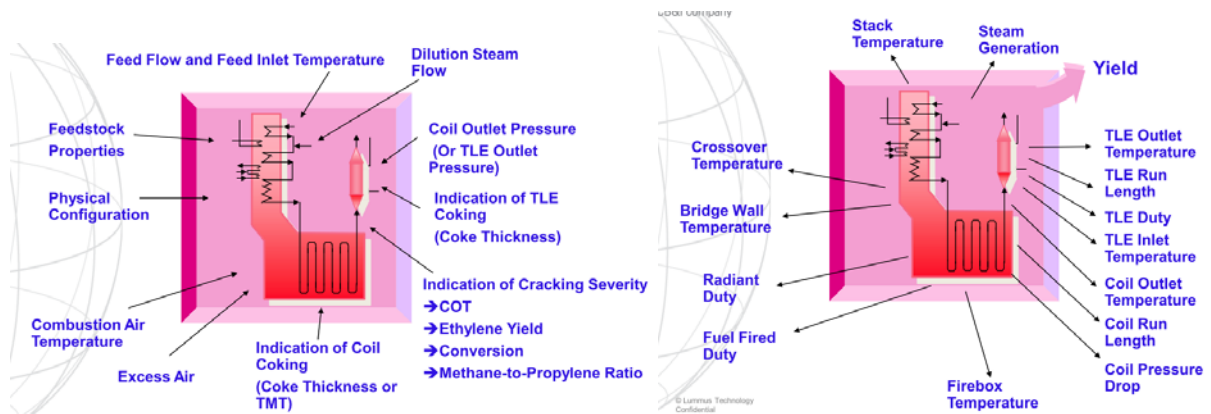 Feed Flow and Feed Inlet Temperature
Dilution Steam
Flow
Feedstock
Properties
Physical
Configuration
Combustion Air
Temperature
Excess Air
Indication of Coil
Coking
(Coke Thickness or
TMT)
Coil Outlet Pressure
(Or TLE Outlet
Pressure)
Indication of TLE
Coking
(Coke Thickness)
Indication of Cracking Severity
➔COT
➔Ethylene Yield
➔Conversion
➔Methane-to-Propylene Ratio
company
Stack
Temperature
Steam
Generation
Yield
Crossover
Temperature
Bridge Wall
Temperature
Radiant
Duty
Fuel Fired
Duty
Firebox
Temperature
TLE Outlet
Temperature
TLE Run
Length
TLE Duty
TLE Inlet
Temperature
Coil Outlet
Temperature
Coil Run
Length
Coil Pressure
Drop
© Lummus Technology
Confidential